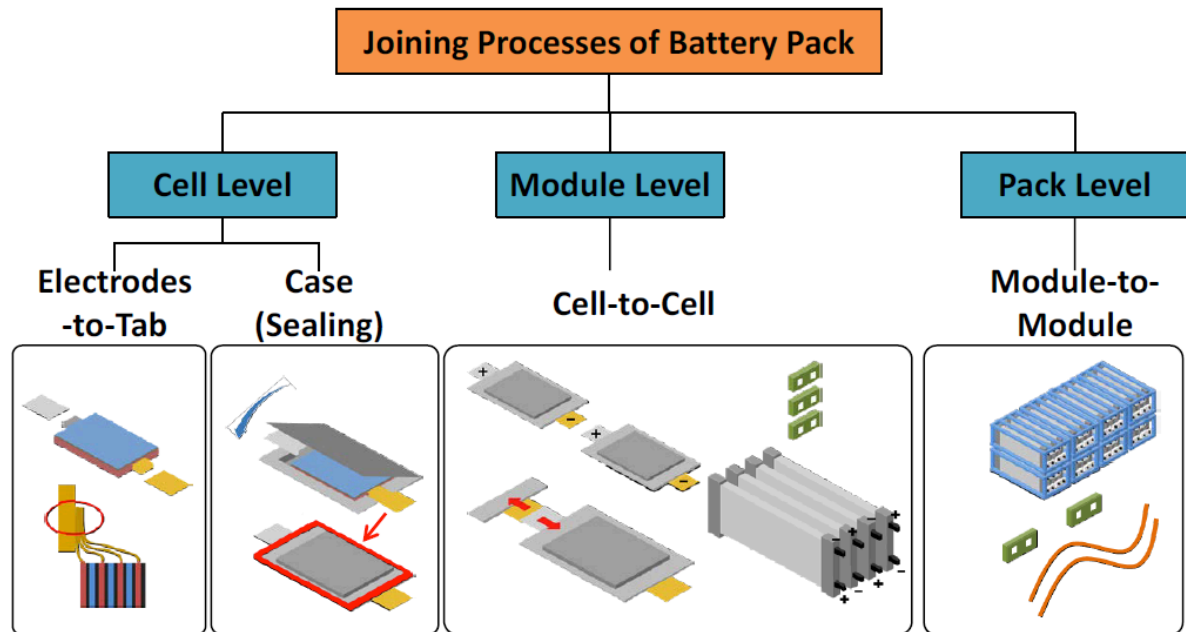 Joining Processes of Battery Pack
Cell Level
Module Level
Pack Level
Electrodes
-to-Tab
Case
(Sealing)
Cell-to-Cell
Module-to-
Module
+
−
+
−
− + − +
+ − + −